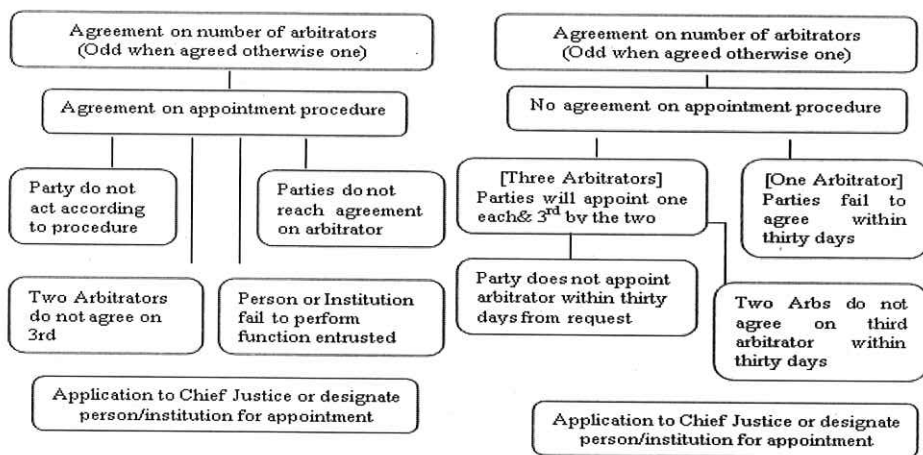 Agreement on number of arbitrators
(Odd when agreed otherwise one)
Agreement on appointment procedure
Party do not
act according
to procedure
Parties do not
reach agreement
on arbitrator
Two Arbitrators
do not agree on
3rd
Person or Institution
fail to perform
function entrusted
Application to Chief Justice or designate
person/institution for appointment
Agreement on number of arbitrators
(Odd when agreed otherwise one)
No agreement on appointment procedure
[Three Arbitrators]
Parties will appoint one
each& 3rd by the two
[One Arbitrator]
Parties fail to
agree within
thirty days
Party does not appoint
arbitrator within thirty
days from request
Two Arbs do not
agree on third
arbitrator within
thirty days
Application to Chief Justice or designate
person/institution for appointment